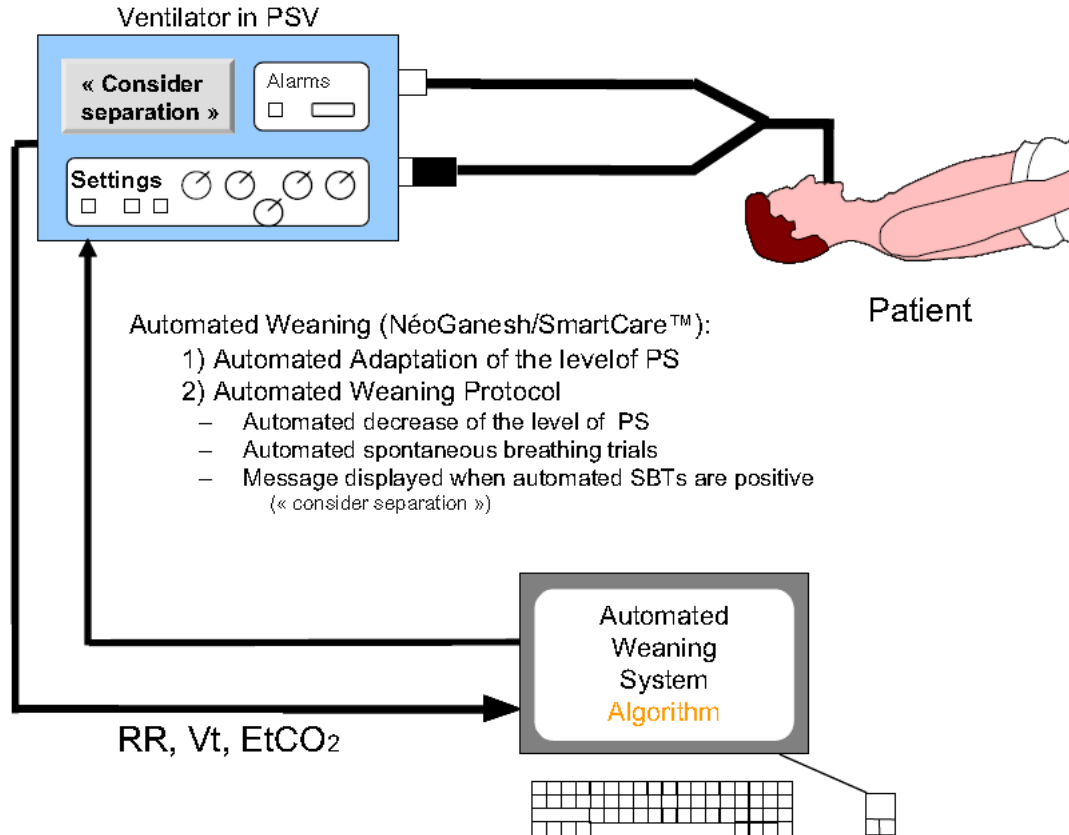 Ventilator in PSV
« Consider
separation »
Alarms
Settings
Patient
Automated Weaning (NéoGanesh/SmartCare™):
1) Automated Adaptation of the levelof PS
2) Automated Weaning Protocol
– Automated decrease of the level of PS
– Automated spontaneous breathing trials
– Message displayed when automated SBTs are positive
(« consider separation »)
Automated
Weaning
System
Algorithm
RR, Vt, EtCO₂